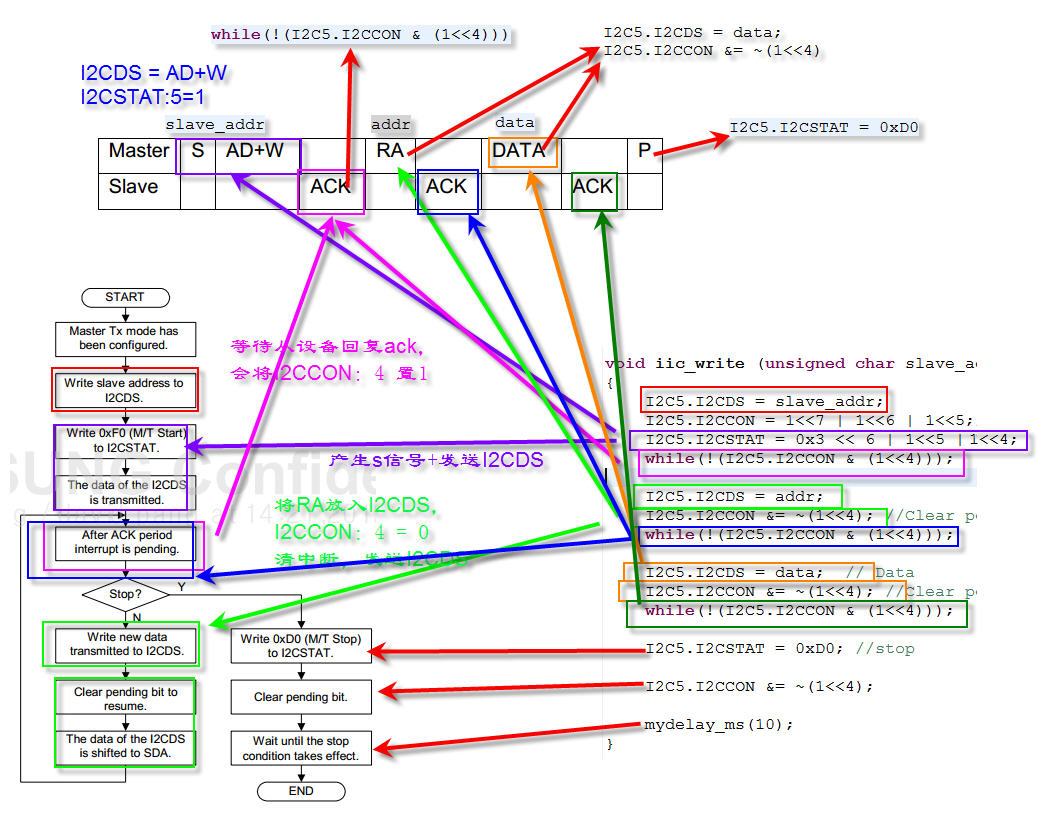 while(!(I2C5.I2CCON & (1<<4)))
I2C5.I2CDS = data;
I2C5.I2CCON &= ~(1<<4)
I2CDS = AD+W
I2CSTAT:5=1
slave_addr
addr
data
I2C5.I2CSTAT = 0xD0
Master S AD+W RA DATA P
Slave ACK ACK ACK
START
Master Tx mode has
been configured.
Write slave address to
I2CDS.
Write 0xF0 (M/T Start)
to I2CSTAT.
The data of the I2CDS
is transmitted.
After ACK period
interrupt is pending.
Stop?
Y
N
Write new data
transmitted to I2CDS.
Clear pending bit to
resume.
The data of the I2CDS
is shifted to SDA.
Write 0xD0 (M/T Stop)
to I2CSTAT.
Clear pending bit.
Wait until the stop
condition takes effect.
END
等待从设备回复ack,
会将I2CCON: 4 置1
产生s信号+发送I2CDS
将RA放入I2CDS,
I2CCON: 4 = 0
清中断, 发送I2CDS
void iic_write (unsigned char slave_a
{
I2C5.I2CDS = slave_addr;
I2C5.I2CCON = 1<<7 | 1<<6 | 1<<5;
I2C5.I2CSTAT = 0x3 << 6 | 1<<5 |1<<4;
while(!(I2C5.I2CCON & (1<<4)));
I2C5.I2CDS = addr;
I2C5.I2CCON &= ~(1<<4); //Clear p
while(!(I2C5.I2CCON & (1<<4)));
I2C5.I2CDS = data; // Data
I2C5.I2CCON &= ~(1<<4); //Clear p
while(!(I2C5.I2CCON & (1<<4)));
I2C5.I2CSTAT = 0xD0; //stop
I2C5.I2CCON &= ~(1<<4);
mydelay_ms(10);
}